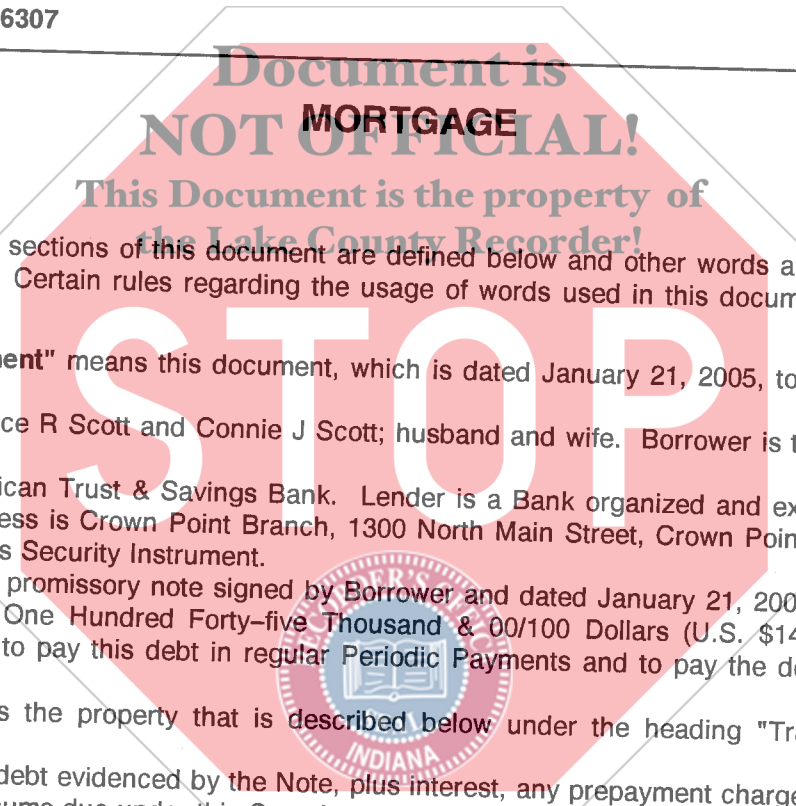 6307
Document is
MORTGAGE
NOT OFFICIAL!
This Document is the property of
the Lake County Recorder!
sections of this document are defined below and other words a
Certain rules regarding the usage of words used in this docum
STOP
ent" means this document, which is dated January 21, 2005, to
ce R Scott and Connie J Scott; husband and wife. Borrower is t
ican Trust & Savings Bank. Lender is a Bank organized and ex
ess is Crown Point Branch, 1300 North Main Street, Crown Poin
s Security Instrument.
promissory note signed by Borrower and dated January 21, 200
One Hundred Forty-five Thousand & 00/100 Dollars (U.S. $14
to pay this debt in regular Periodic Payments and to pay the d
s the property that is described below under the heading "Tra
debt evidenced by the Note, plus interest, any prepayment charge
RECORDER'S OFFICE
INDIANA